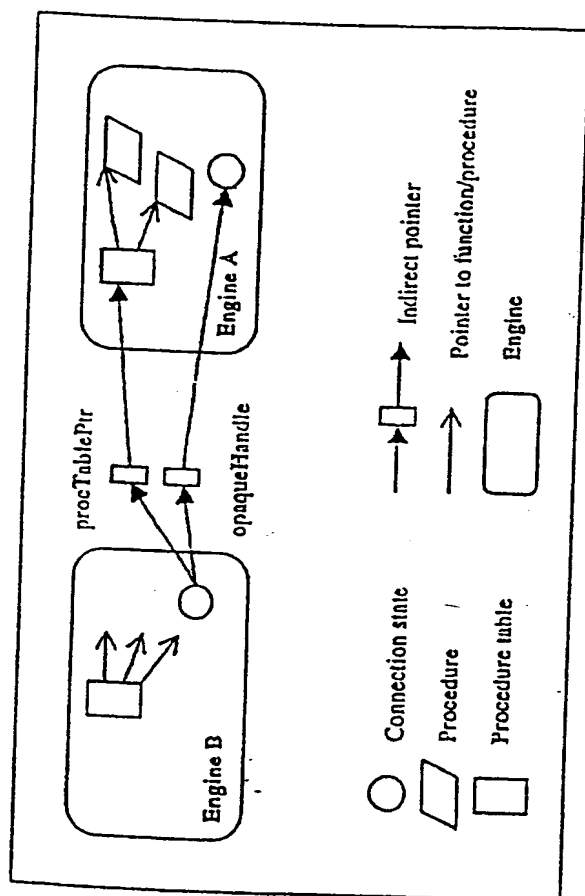 procTablePtr
Engine B
Engine A
opaqueHandle
Connection state
Indirect pointer
Procedure
Pointer to function/procedure
Procedure table
Engine